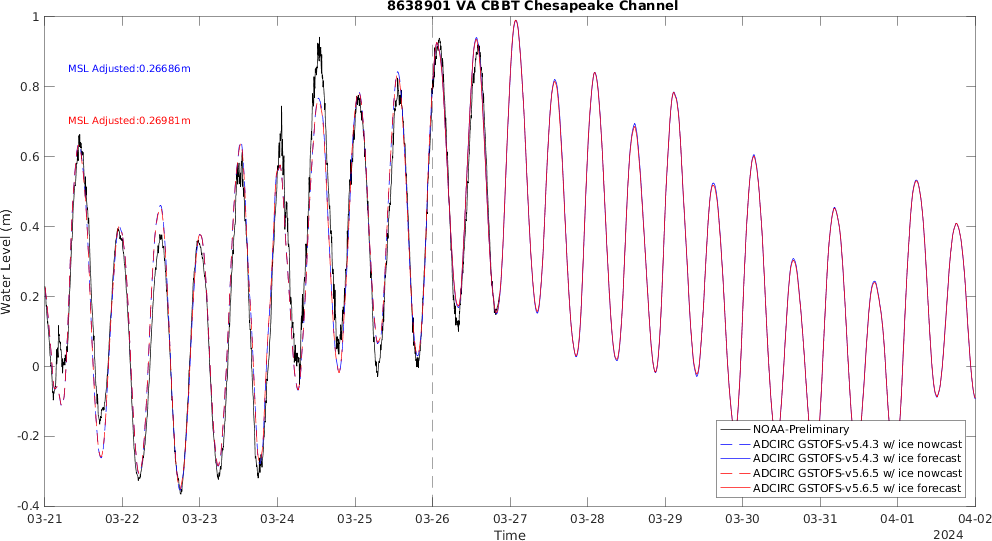 8638901 VA CBBT Chesapeake Channel
Water Level (m)
1
0.8
0.6
0.4
0.2
0
-0.2
-0.4
MSL Adjusted:0.26686m
MSL Adjusted:0.26981m
NOAA-Preliminary
ADCIRC GSTOFS-v5.4.3 w/ ice nowcast
ADCIRC GSTOFS-v5.4.3 w/ ice forecast
ADCIRC GSTOFS-v5.6.5 w/ ice nowcast
ADCIRC GSTOFS-v5.6.5 w/ ice forecast
03-21 03-22 03-23 03-24 03-25 03-26 03-27 03-28 03-29 03-30 03-31 04-01 04-02
Time
2024